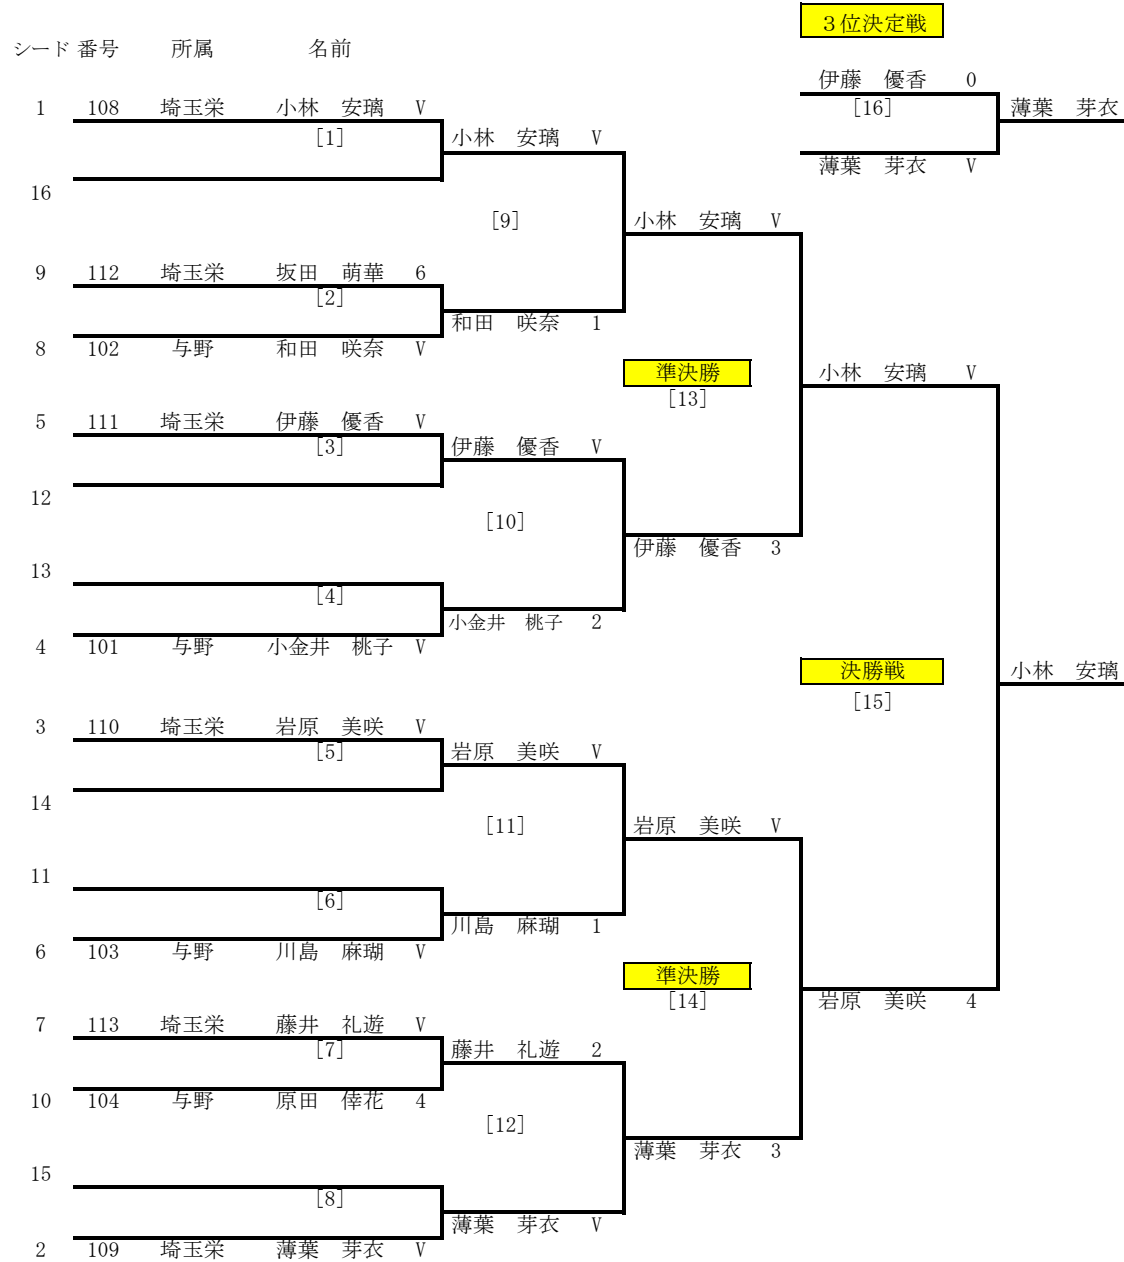 ３位決定戦
シード 番号 所属 名前
伊藤 優香 0
1 108 埼玉栄 小林 安璃 V
[16]
薄葉 芽衣
[1]
小林 安璃 V
薄葉 芽衣 V
16
[9]
小林 安璃 V
9 112 埼玉栄 坂田 萌華 6
[2]
和田 咲奈 1
8 102 与野 和田 咲奈 V
準決勝
小林 安璃 V
[13]
5 111 埼玉栄 伊藤 優香 V
[3]
伊藤 優香 V
12
[10]
伊藤 優香 3
13
[4]
小金井 桃子 2
4 101 与野 小金井 桃子 V
決勝戦
小林 安璃
[15]
3 110 埼玉栄 岩原 美咲 V
[5]
岩原 美咲 V
14
[11]
岩原 美咲 V
11
[6]
川島 麻瑚 1
6 103 与野 川島 麻瑚 V
準決勝
[14]
岩原 美咲 4
7 113 埼玉栄 藤井 礼遊 V
[7]
藤井 礼遊 2
10 104 与野 原田 倖花 4
[12]
薄葉 芽衣 3
15
[8]
薄葉 芽衣 V
2 109 埼玉栄 薄葉 芽衣 V